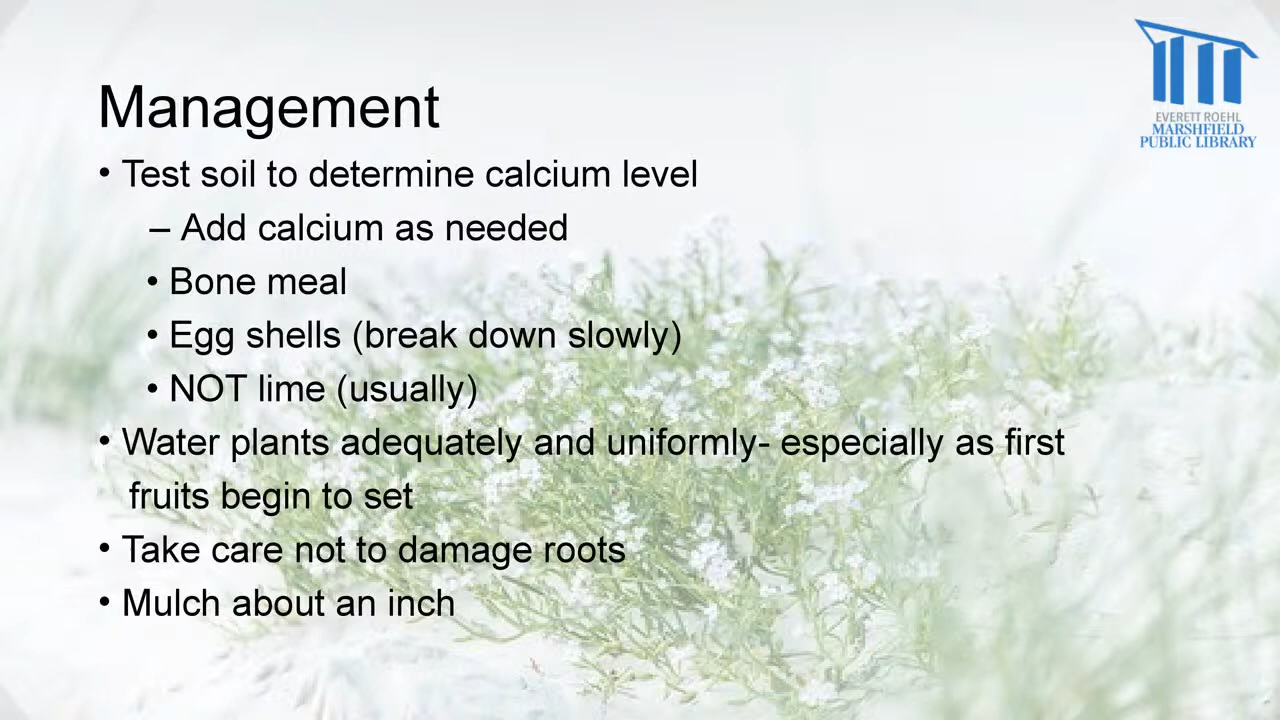 EVERETT ROEHL
MARSHFIELD
PUBLIC LIBRARY
Management
• Test soil to determine calcium level
– Add calcium as needed
• Bone meal
• Egg shells (break down slowly)
• NOT lime (usually)
• Water plants adequately and uniformly- especially as first
fruits begin to set
• Take care not to damage roots
• Mulch about an inch